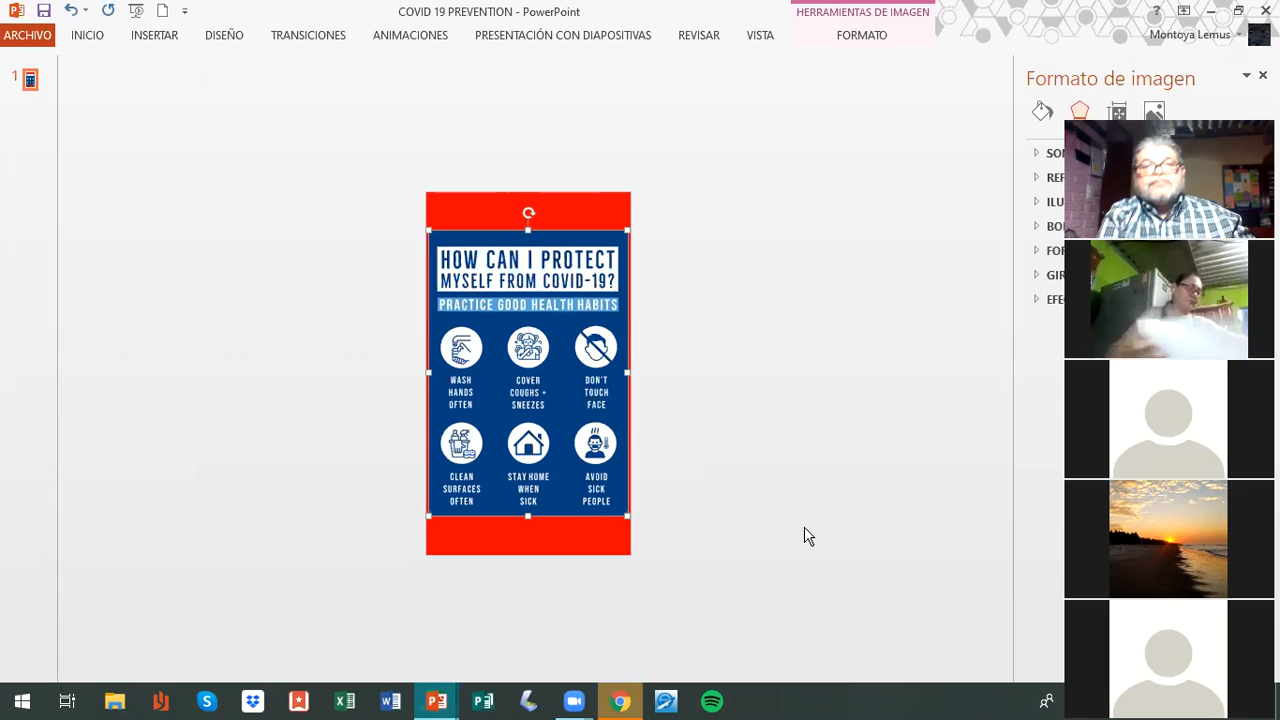 COVID 19 PREVENTION - PowerPoint
HERRAMIENTAS DE IMAGEN
?
ARCHIVO
INICIO
INSERTAR
DISEÑO
TRANSICIONES
ANIMACIONES
PRESENTACIÓN CON DIAPOSITIVAS
REVISAR
VISTA
FORMATO
Montoya Lemus
1
Formato de imagen
HOW CAN I PROTECT
MYSELF FROM COVID-19?
PRACTICE GOOD HEALTH HABITS
WASH
HANDS
OFTEN
COVER
COUGHS +
SNEEZES
DON'T
TOUCH
FACE
CLEAN
SURFACES
OFTEN
STAY HOME
WHEN
SICK
AVOID
SICK
PEOPLE